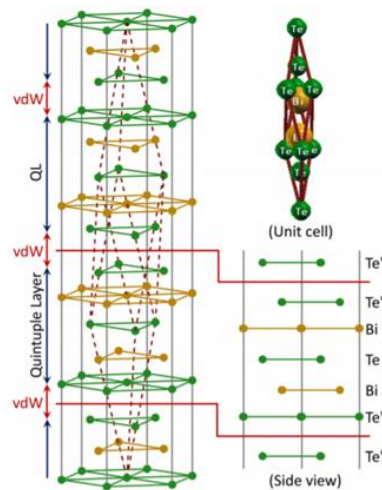 vdW
QL
vdW
Quintuple Layer
vdW
Te
Te
Te Te
Bi
Te Te
Te
(Unit cell)
Te'
Te'
Bi
Te
Bi
Te'
Te'
(Side view)